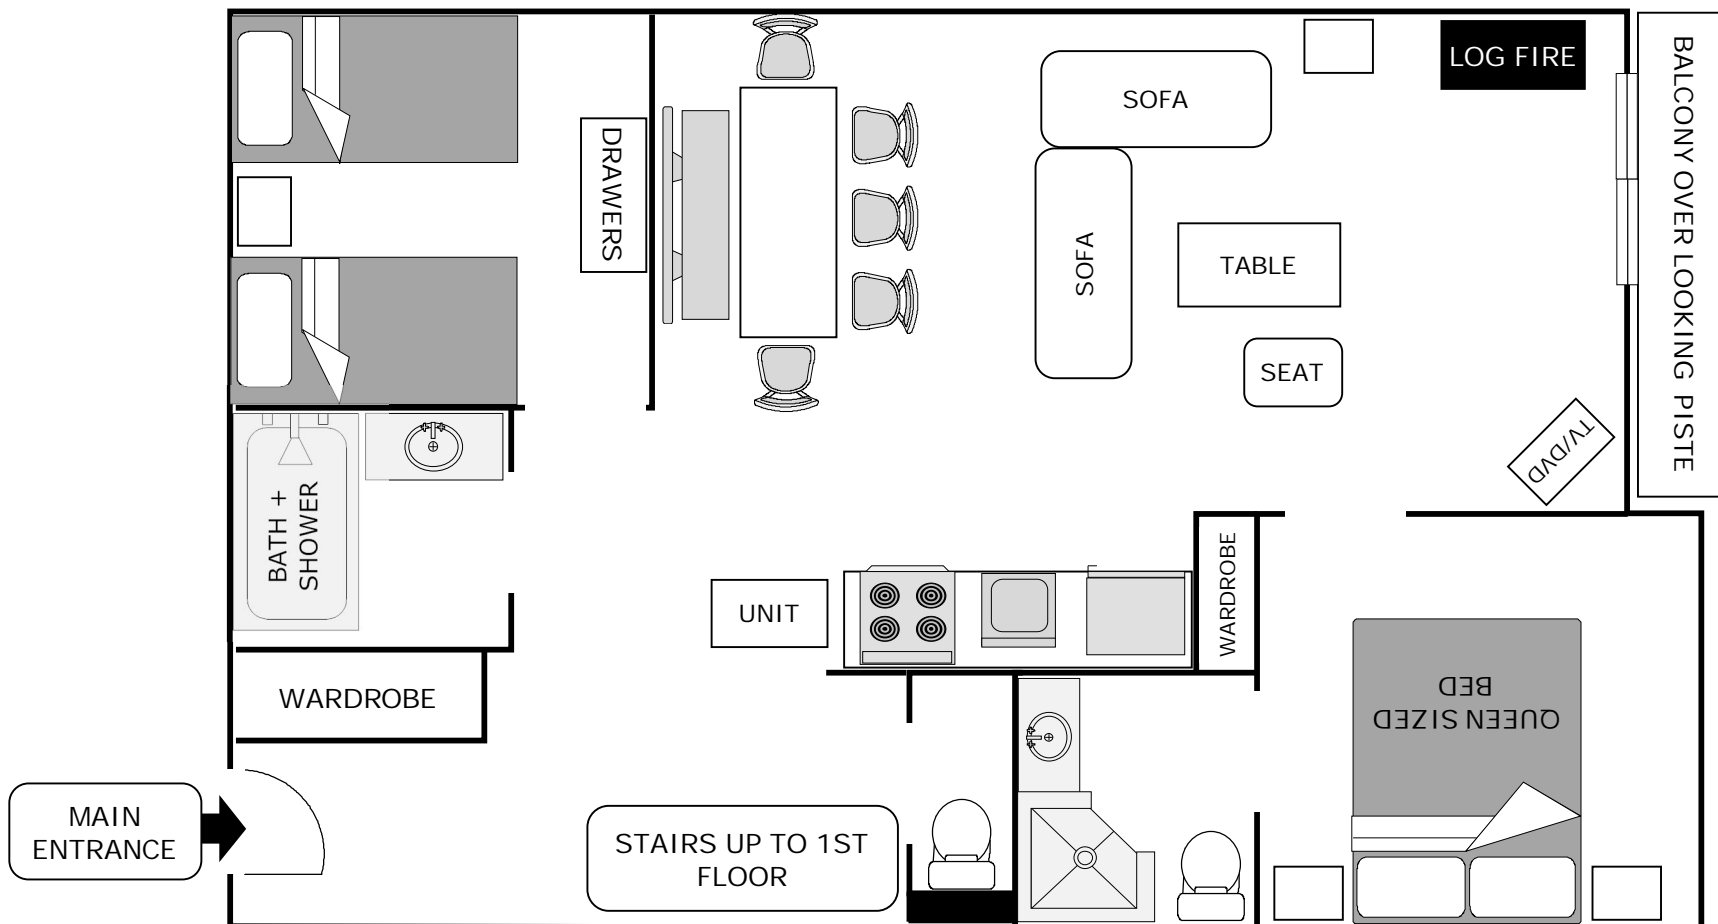 LOG FIRE
SOFA
BALCONY OVER LOOKING PISTE
DRAWERS
SOFA
TABLE
SEAT
TV/DVD
BATH +
SHOWER
UNIT
WARDROBE
WARDROBE
QUEEN SIZED
BED
MAIN
ENTRANCE
STAIRS UP TO 1ST
FLOOR